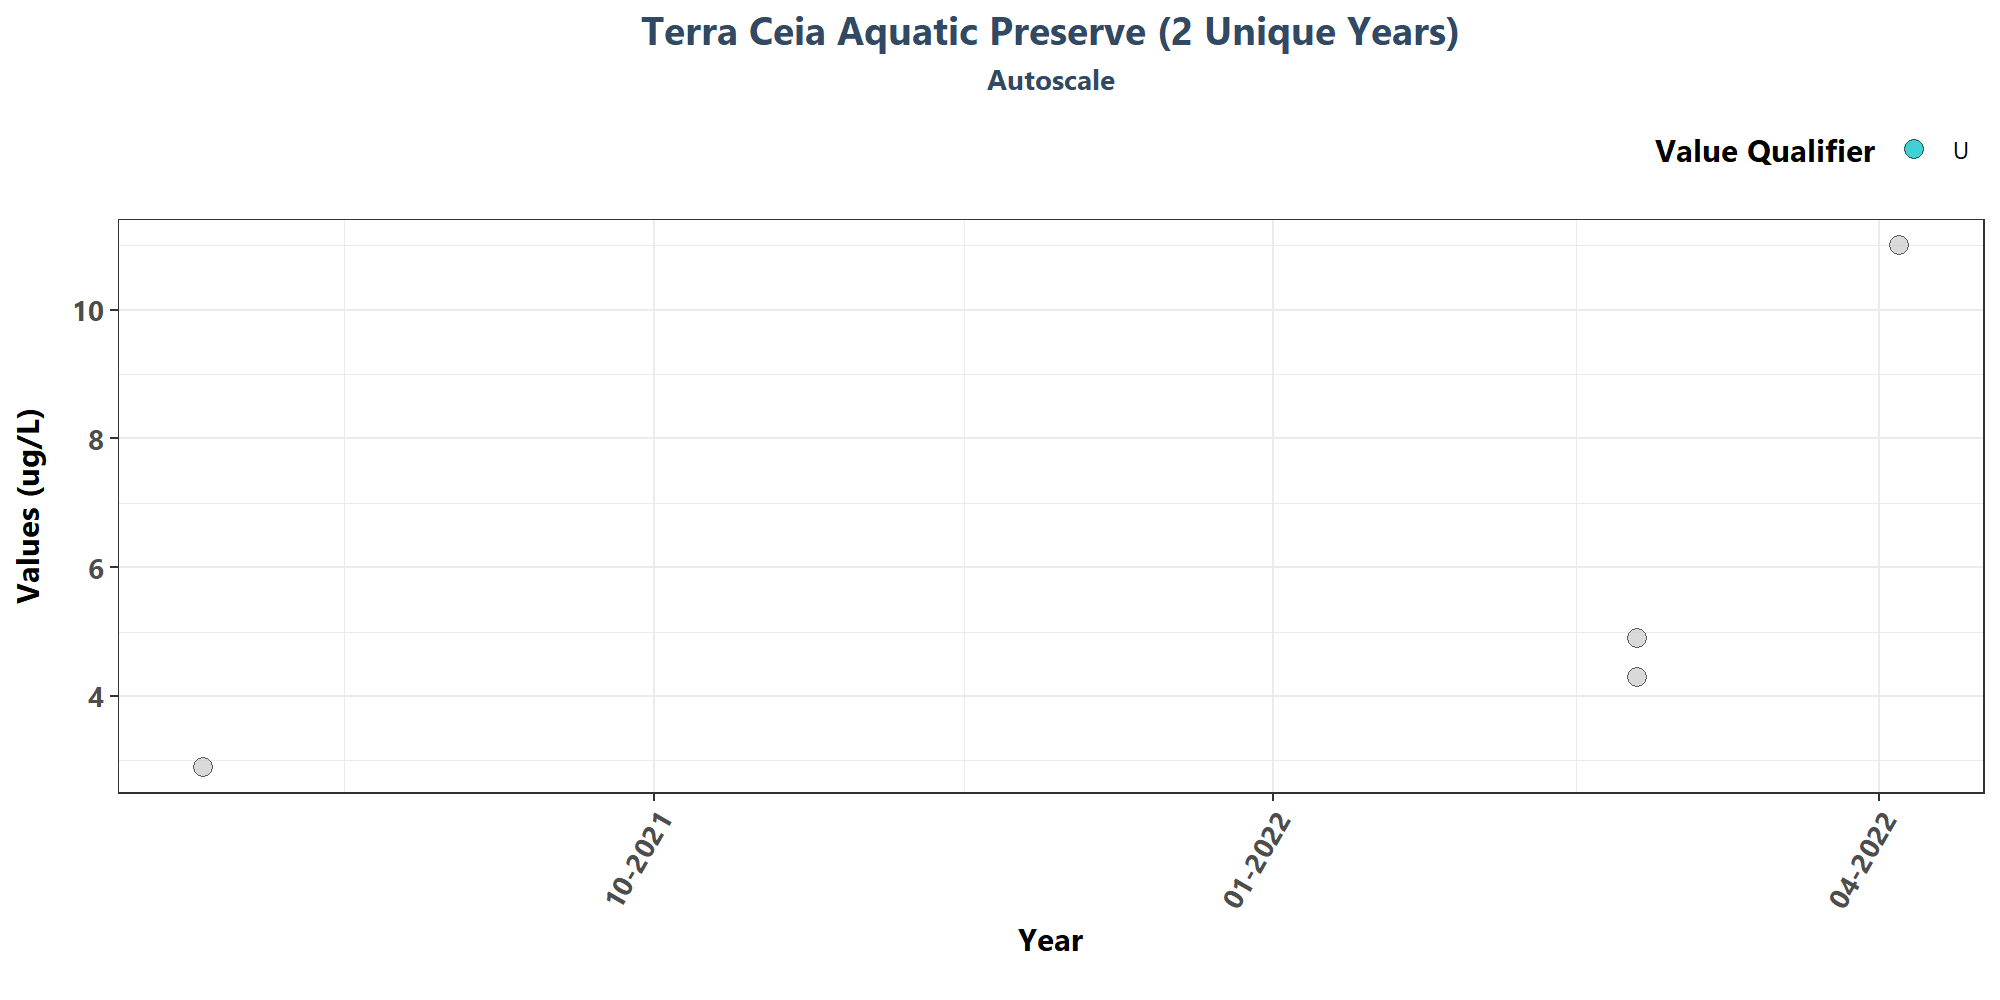 Terra Ceia Aquatic Preserve (2 Unique Years)
Autoscale
Value Qualifier U
Values (ug/L)
10
8
6
4
10-2021
01-2022
04-2022
Year